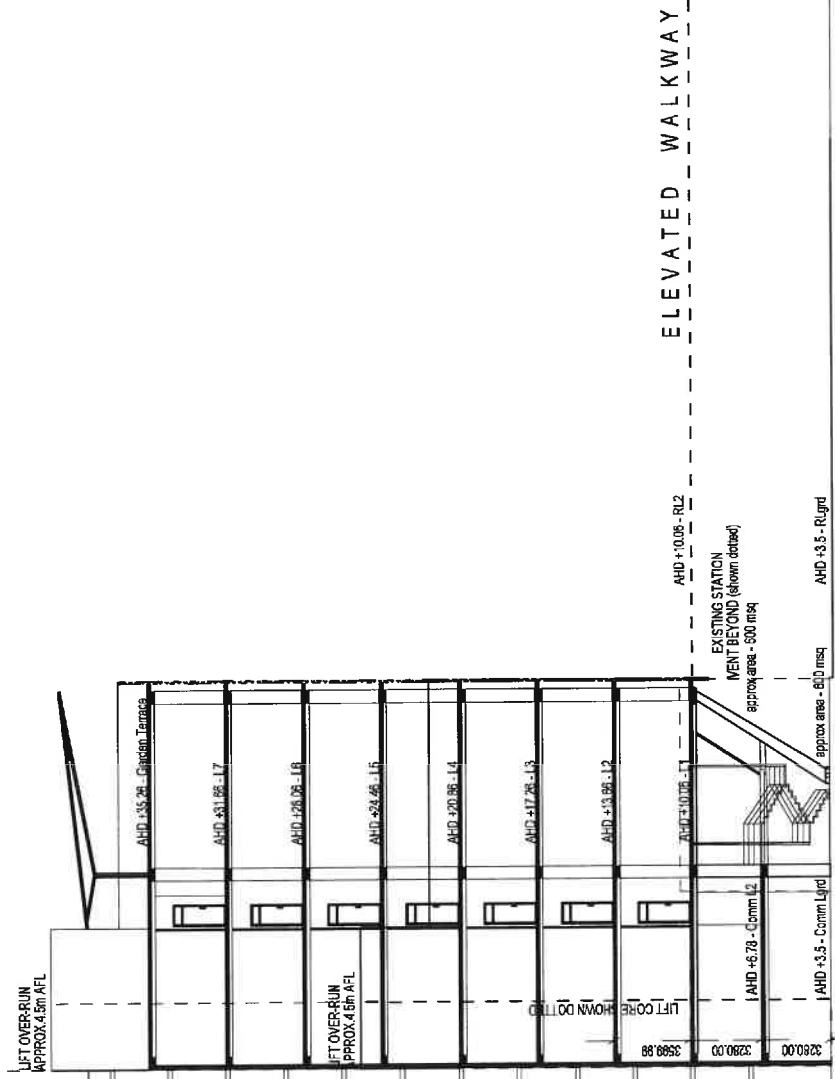 ELEVATED WALKWAY
LIFT OVER-RUN
APPROX.4.5m AFL
AHD +35.26 - Garden Terrace
AHD +31.66 - L7
AHD +28.06 - L6
LIFT OVER-RUN
APPROX.4.5m AFL
AHD +24.46 - L5
AHD +20.86 - L4
AHD +17.26 - L3
AHD +13.66 - L2
AHD +10.06 - L1
AHD +10.06 - RL2
EXISTING STATION
VENT BEYOND (shown dotted)
approx area - 600 msq
LIFT CORE SHOWN DOTTED
3599.99
3280.00
3280.00
AHD +6.78 - Comm L2
AHD +3.5 - Comm Lgrd
approx area - 600 msq
AHD +3.5 - RLgrd